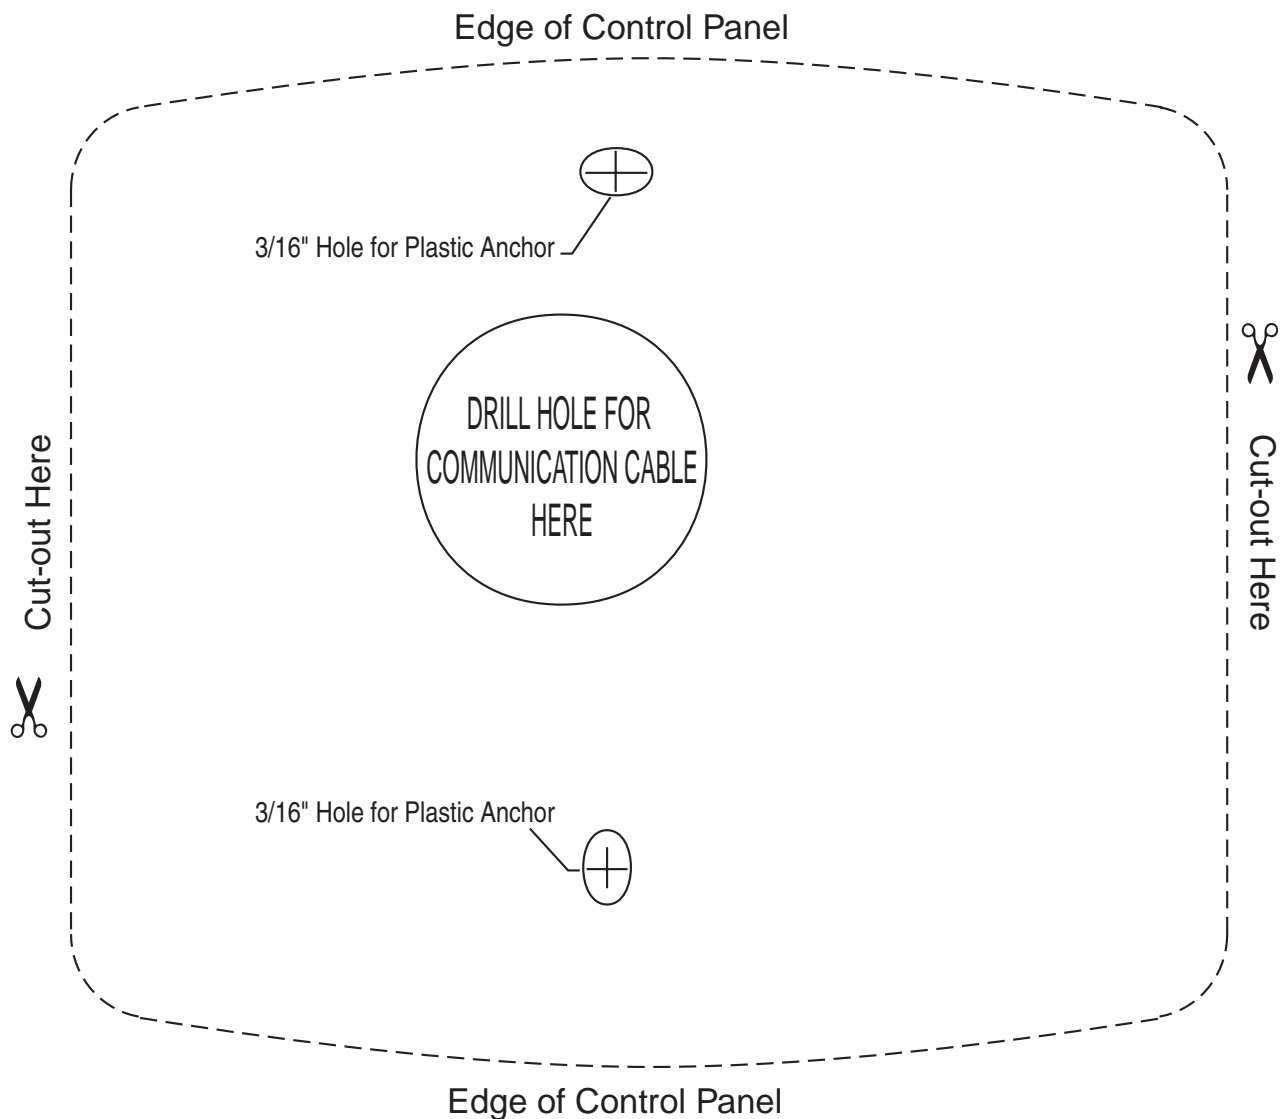 Edge of Control Panel
3/16" Hole for Plastic Anchor
DRILL HOLE FOR
COMMUNICATION CABLE
HERE
Cut-out Here
Cut-out Here
3/16" Hole for Plastic Anchor
Edge of Control Panel